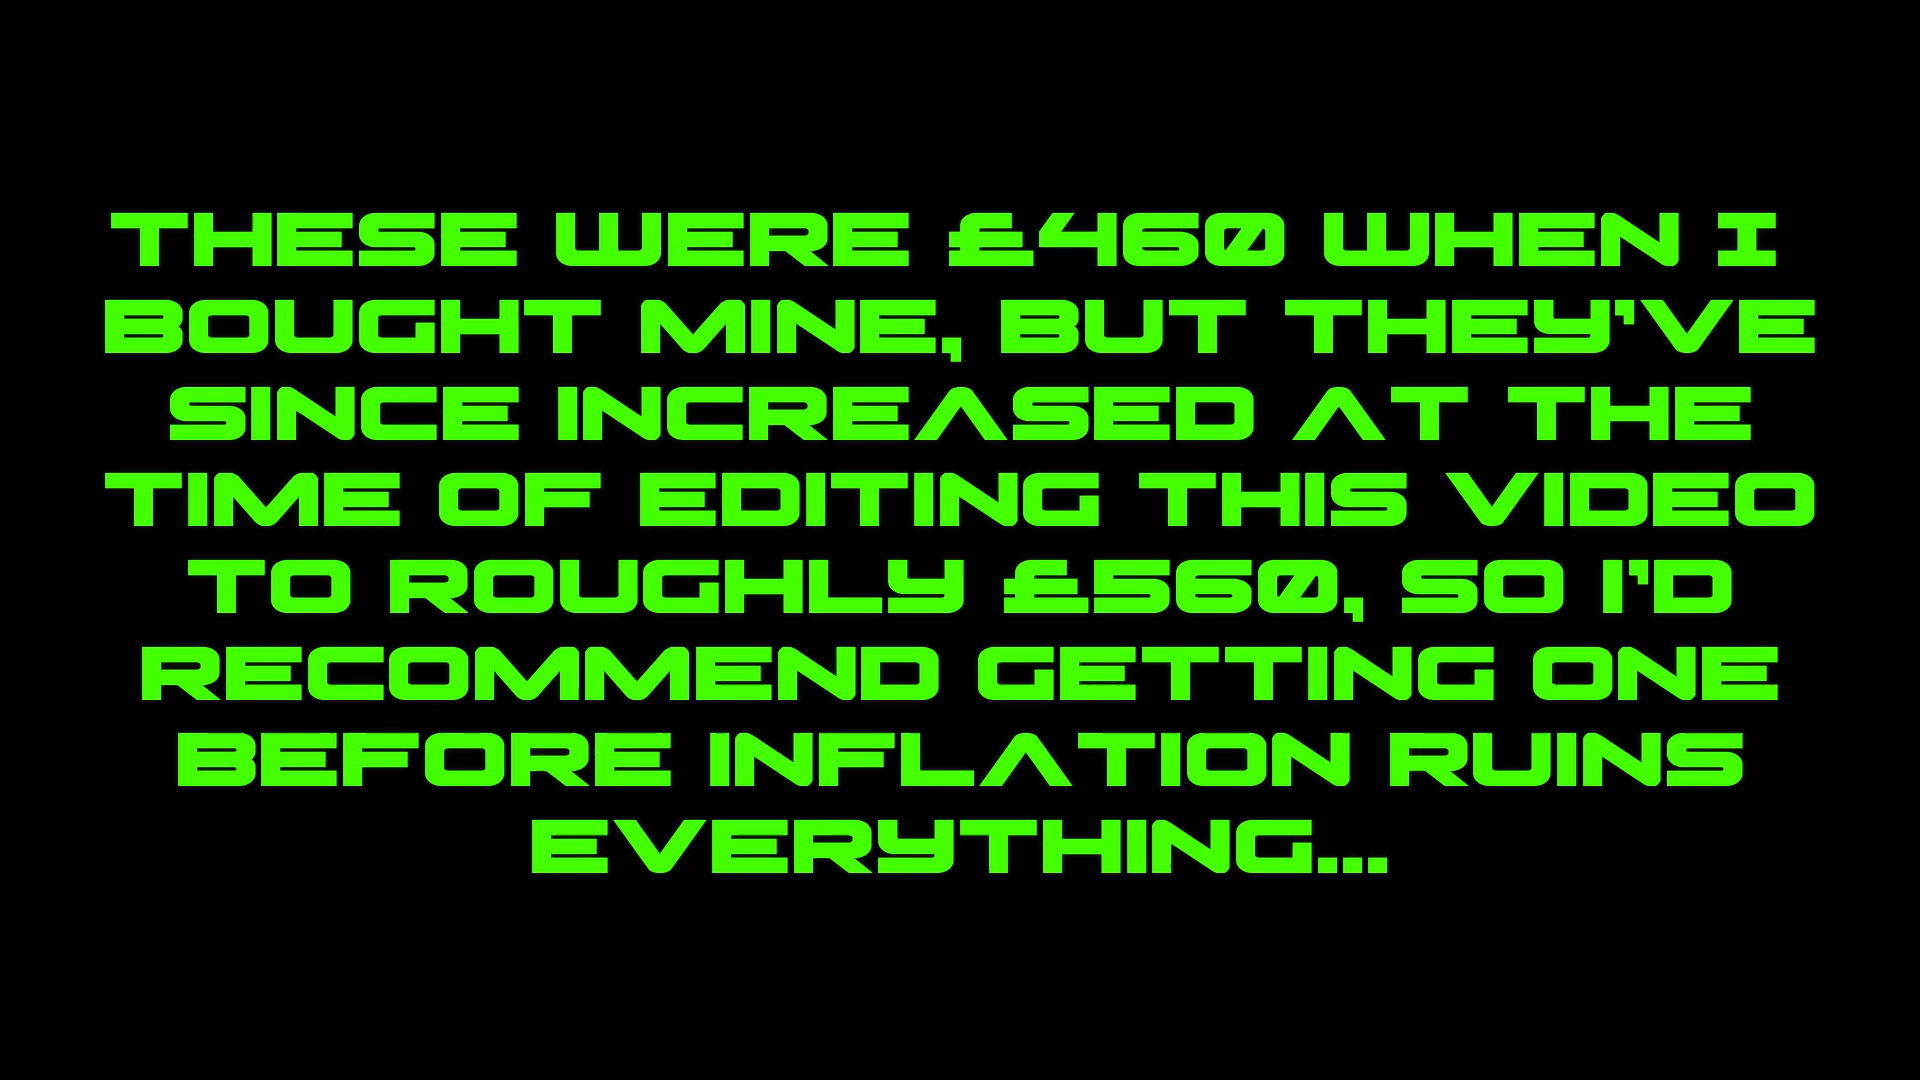 THESE WERE £460 WHEN I
BOUGHT MINE, BUT THEY'VE
SINCE INCREASED AT THE
TIME OF EDITING THIS VIDEO
TO ROUGHLY £560, SO I'D
RECOMMEND GETTING ONE
BEFORE INFLATION RUINS
EVERYTHING...